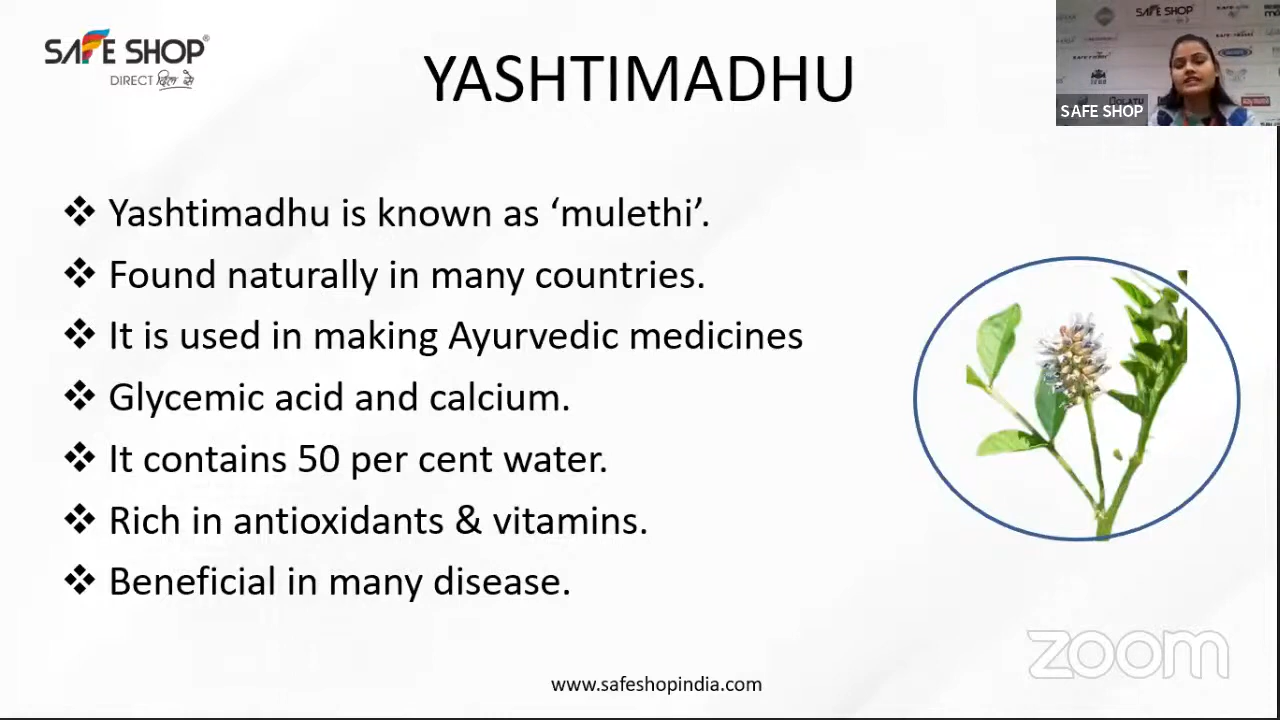 SAFE SHOP®
DIRECT दिल से
YASHTIMADHU
SAFE SHOP
SAFE SHOP
❖ Yashtimadhu is known as ‘mulethi’.
❖ Found naturally in many countries.
❖ It is used in making Ayurvedic medicines
❖ Glycemic acid and calcium.
❖ It contains 50 per cent water.
❖ Rich in antioxidants & vitamins.
❖ Beneficial in many disease.
zoom
www.safeshopindia.com